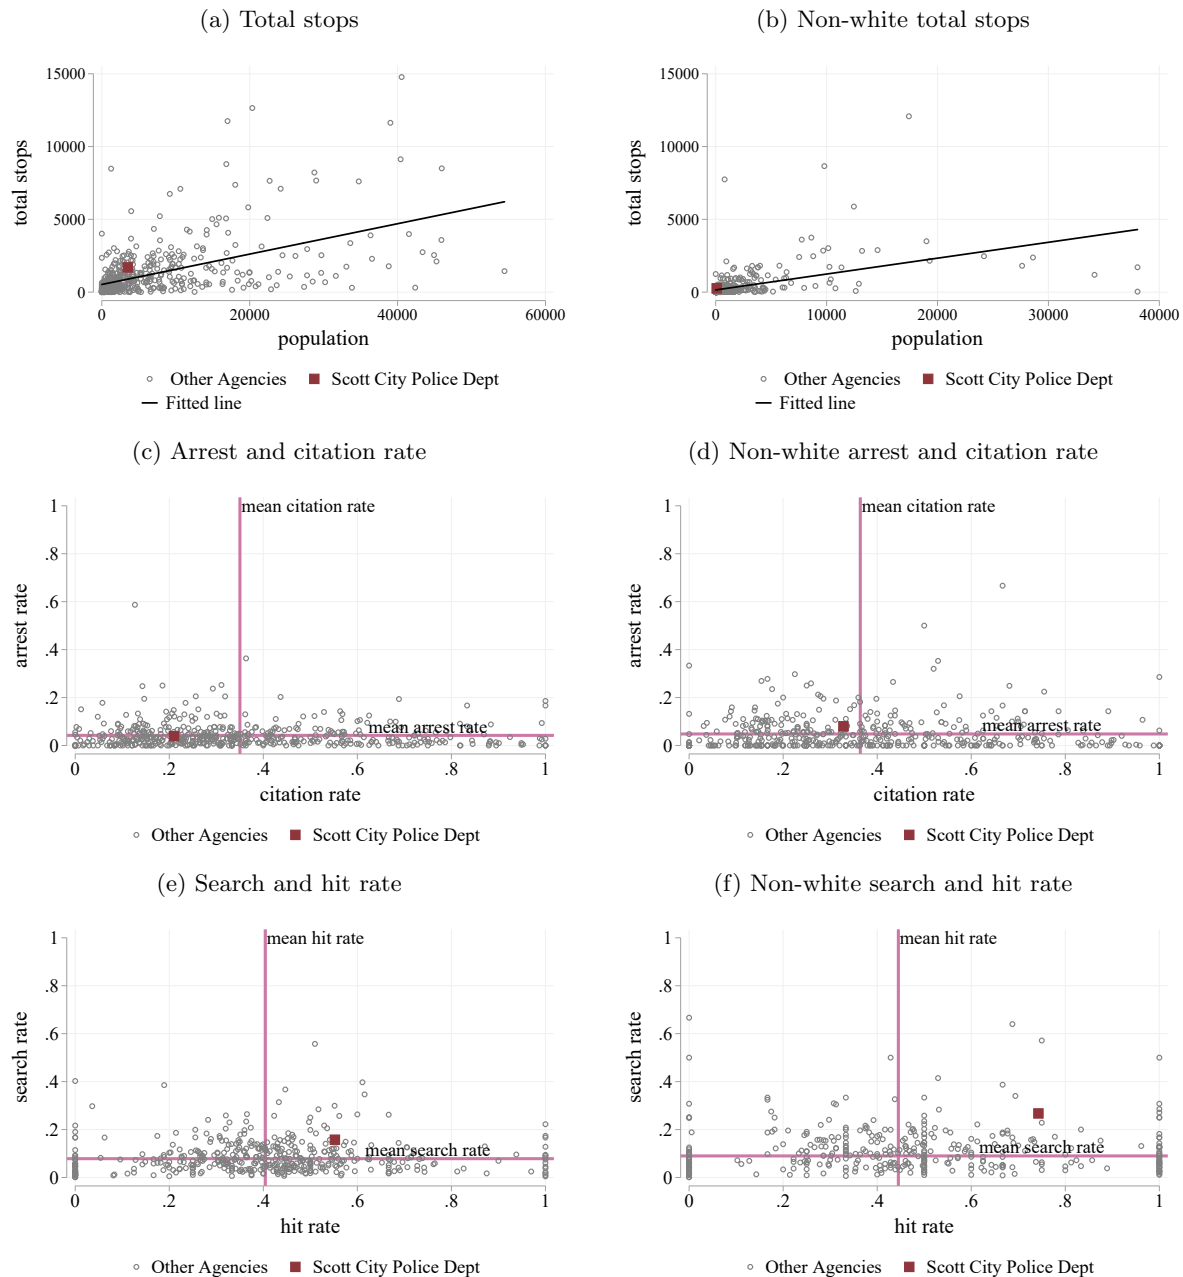 (a) Total stops
(b) Non-white total stops
total stops
15000
10000
5000
0
0 20000 40000 60000
population
Other Agencies Scott City Police Dept
Fitted line
total stops
15000
10000
5000
0
0 10000 20000 30000 40000
population
Other Agencies Scott City Police Dept
Fitted line
(c) Arrest and citation rate
(d) Non-white arrest and citation rate
arrest rate
1
.8
.6
.4
.2
0
mean citation rate
mean arrest rate
0 .2 .4 .6 .8 1
citation rate
Other Agencies Scott City Police Dept
arrest rate
1
.8
.6
.4
.2
0
mean citation rate
mean arrest rate
0 .2 .4 .6 .8 1
citation rate
Other Agencies Scott City Police Dept
(e) Search and hit rate
(f) Non-white search and hit rate
search rate
1
.8
.6
.4
.2
0
mean hit rate
mean search rate
0 .2 .4 .6 .8 1
hit rate
Other Agencies Scott City Police Dept
search rate
1
.8
.6
.4
.2
0
mean hit rate
mean search rate
0 .2 .4 .6 .8 1
hit rate
Other Agencies Scott City Police Dept